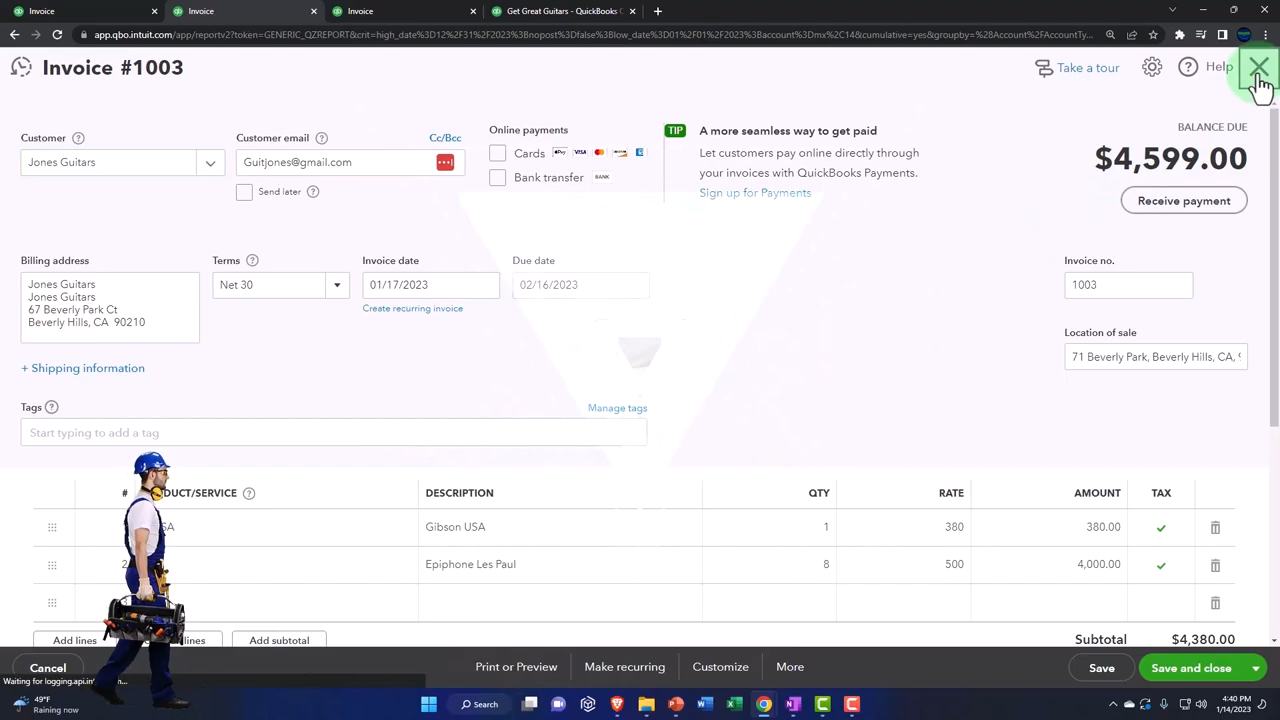 Invoice
Invoice
Invoice
Get Great Guitars - QuickBooks C
app.qbo.intuit.com/app/reportv2?token=GENERIC_QZREPORT&crit=high_date%3D12%2F31%2F2023%3Bnopost%3Dfalse%3Blow_date%3D01%2F01%2F2023%3Baccount%3Dmx%2C14&cumulative=yes&groupby=%28Account%2FAccountTy...
Invoice #1003
Take a tour
Help
Customer
Customer email
Cc/Bcc
Jones Guitars
Guitjones@gmail.com
Send later
Online payments
Cards
Pay VISA
Bank transfer
BANK
TIP A more seamless way to get paid
Let customers pay online directly through
your invoices with QuickBooks Payments.
Sign up for Payments
BALANCE DUE
$4,599.00
Receive payment
Billing address
Jones Guitars
Jones Guitars
67 Beverly Park Ct
Beverly Hills, CA 90210
Terms
Net 30
Invoice date
01/17/2023
Create recurring invoice
Due date
02/16/2023
Invoice no.
1003
Location of sale
71 Beverly Park, Beverly Hills, CA,
+ Shipping information
Tags
Manage tags
Start typing to add a tag
# DUCT/SERVICE DESCRIPTION QTY RATE AMOUNT TAX
SA Gibson USA 1 380 380.00
2 Epiphone Les Paul 8 500 4,000.00
Add lines lines Add subtotal
Subtotal $4,380.00
Cancel
Print or Preview Make recurring Customize More
Save Save and close
Waiting for logging.api.in
49°F
Raining now
Search
4:40 PM
1/14/2023